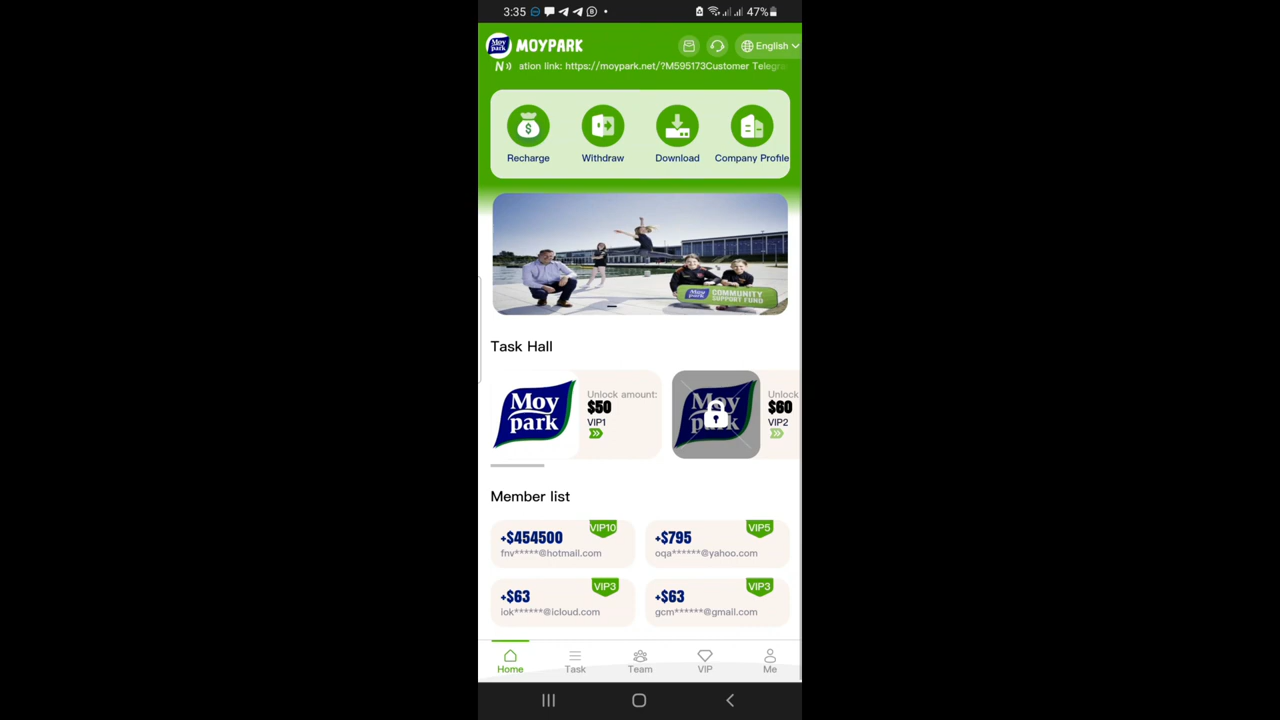 3:35
47%
Moy park
MOYPARK
English
ation link: https://moypark.net/?M595173Customer Telegra
Recharge
Withdraw
Download
Company Profile
Moy park COMMUNITY SUPPORT FUND
Task Hall
Moy park
Unlock amount:
$50
VIP1
Moy park
Unlock
$60
VIP2
Member list
VIP10
+$454500
fnv*****@hotmail.com
VIP5
+$795
oqa******@yahoo.com
VIP3
+$63
iok******@icloud.com
VIP3
+$63
gcm******@gmail.com
Home
Task
Team
VIP
Me